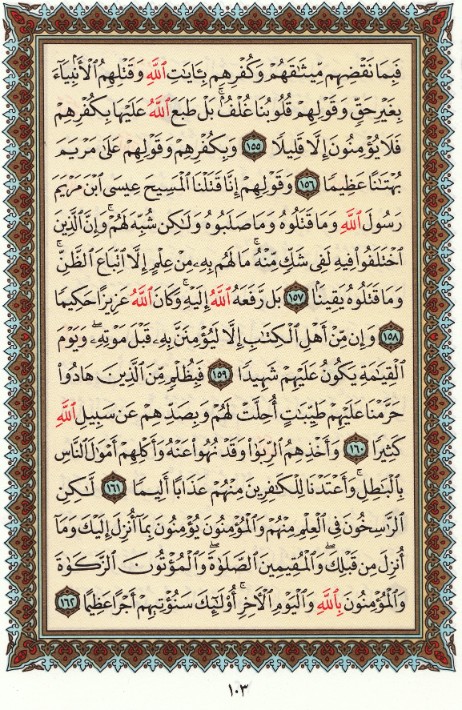 فَبِمَا نَقْضِهِم مِّيثَٰقَهُمْ وَكُفْرِهِم بِـَٔايَٰتِ ٱللَّهِ وَقَتْلِهِمُ ٱلْأَنۢبِيَآءَ
بِغَيْرِ حَقٍّ وَقَوْلِهِمْ قُلُوبُنَا غُلْفٌۢ ۚ بَلْ طَبَعَ ٱللَّهُ عَلَيْهَا بِكُفْرِهِمْ
فَلَا يُؤْمِنُونَ إِلَّا قَلِيلًا ١٥٥ وَبِكُفْرِهِمْ وَقَوْلِهِمْ عَلَىٰ مَرْيَمَ
بُهْتَٰنًا عَظِيمًا ١٥٦ وَقَوْلِهِمْ إِنَّا قَتَلْنَا ٱلْمَسِيحَ عِيسَى ٱبْنَ مَرْيَمَ
رَسُولَ ٱللَّهِ وَمَا قَتَلُوهُ وَمَا صَلَبُوهُ وَلَٰكِن شُبِّهَ لَهُمْ ۚ وَإِنَّ ٱلَّذِينَ
ٱخْتَلَفُوا۟ فِيهِ لَفِى شَكٍّ مِّنْهُ ۚ مَا لَهُم بِهِۦ مِنْ عِلْمٍ إِلَّا ٱتِّبَاعَ ٱلظَّنِّ ۚ
وَمَا قَتَلُوهُ يَقِينًۢا ١٥٧ بَل رَّفَعَهُ ٱللَّهُ إِلَيْهِ ۚ وَكَانَ ٱللَّهُ عَزِيزًا حَكِيمًا
١٥٨ وَإِن مِّنْ أَهْلِ ٱلْكِتَٰبِ إِلَّا لَيُؤْمِنَنَّ بِهِۦ قَبْلَ مَوْتِهِۦ ۖ وَيَوْمَ
ٱلْقِيَٰمَةِ يَكُونُ عَلَيْهِمْ شَهِيدًا ١٥٩ فَبِظُلْمٍ مِّنَ ٱلَّذِينَ هَادُوا۟
حَرَّمْنَا عَلَيْهِمْ طَيِّبَٰتٍ أُحِلَّتْ لَهُمْ وَبِصَدِّهِمْ عَن سَبِيلِ ٱللَّهِ
كَثِيرًا ١٦٠ وَأَخْذِهِمُ ٱلرِّبَوٰا۟ وَقَدْ نُهُوا۟ عَنْهُ وَأَكْلِهِمْ أَمْوَٰلَ ٱلنَّاسِ
بِٱلْبَٰطِلِ ۚ وَأَعْتَدْنَا لِلْكَٰفِرِينَ مِنْهُمْ عَذَابًا أَلِيمًا ١٦١ لَّٰكِنِ
ٱلرَّٰسِخُونَ فِى ٱلْعِلْمِ مِنْهُمْ وَٱلْمُؤْمِنُونَ يُؤْمِنُونَ بِمَآ أُنزِلَ إِلَيْكَ وَمَآ
أُنزِلَ مِن قَبْلِكَ ۚ وَٱلْمُقِيمِينَ ٱلصَّلَوٰةَ ۚ وَٱلْمُؤْتُونَ ٱلزَّكَوٰةَ
وَٱلْمُؤْمِنُونَ بِٱللَّهِ وَٱلْيَوْمِ ٱلْـَٔاخِرِ أُو۟لَٰٓئِكَ سَنُؤْتِيهِمْ أَجْرًا عَظِيمًا ١٦٢
١٠٣